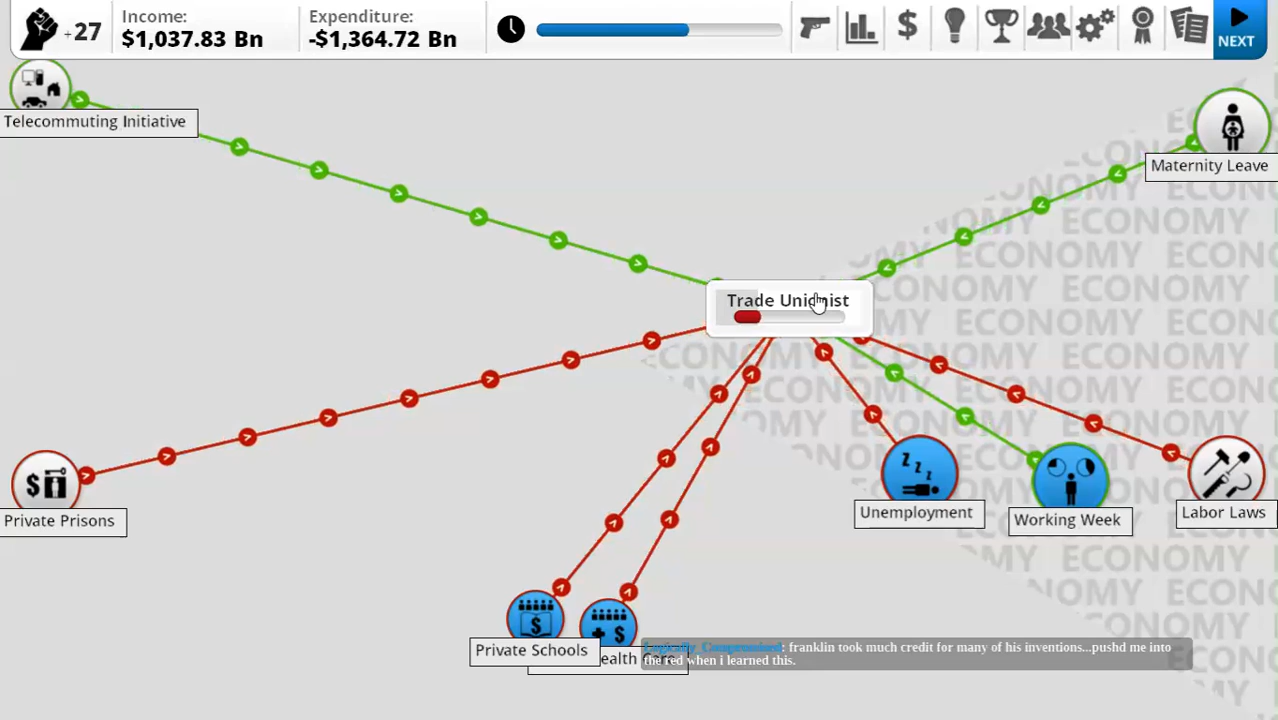 +27
Income:
$1,037.83 Bn
Expenditure:
-$1,364.72 Bn
$
NEXT
Telecommuting Initiative
Maternity Leave
ECONOMY
Trade Unionist
Private Prisons
Unemployment
Working Week
Labor Laws
Private Schools
Logically_Compromised: franklin took much credit for many of his inventions...pushd me into
the red when i learned this.